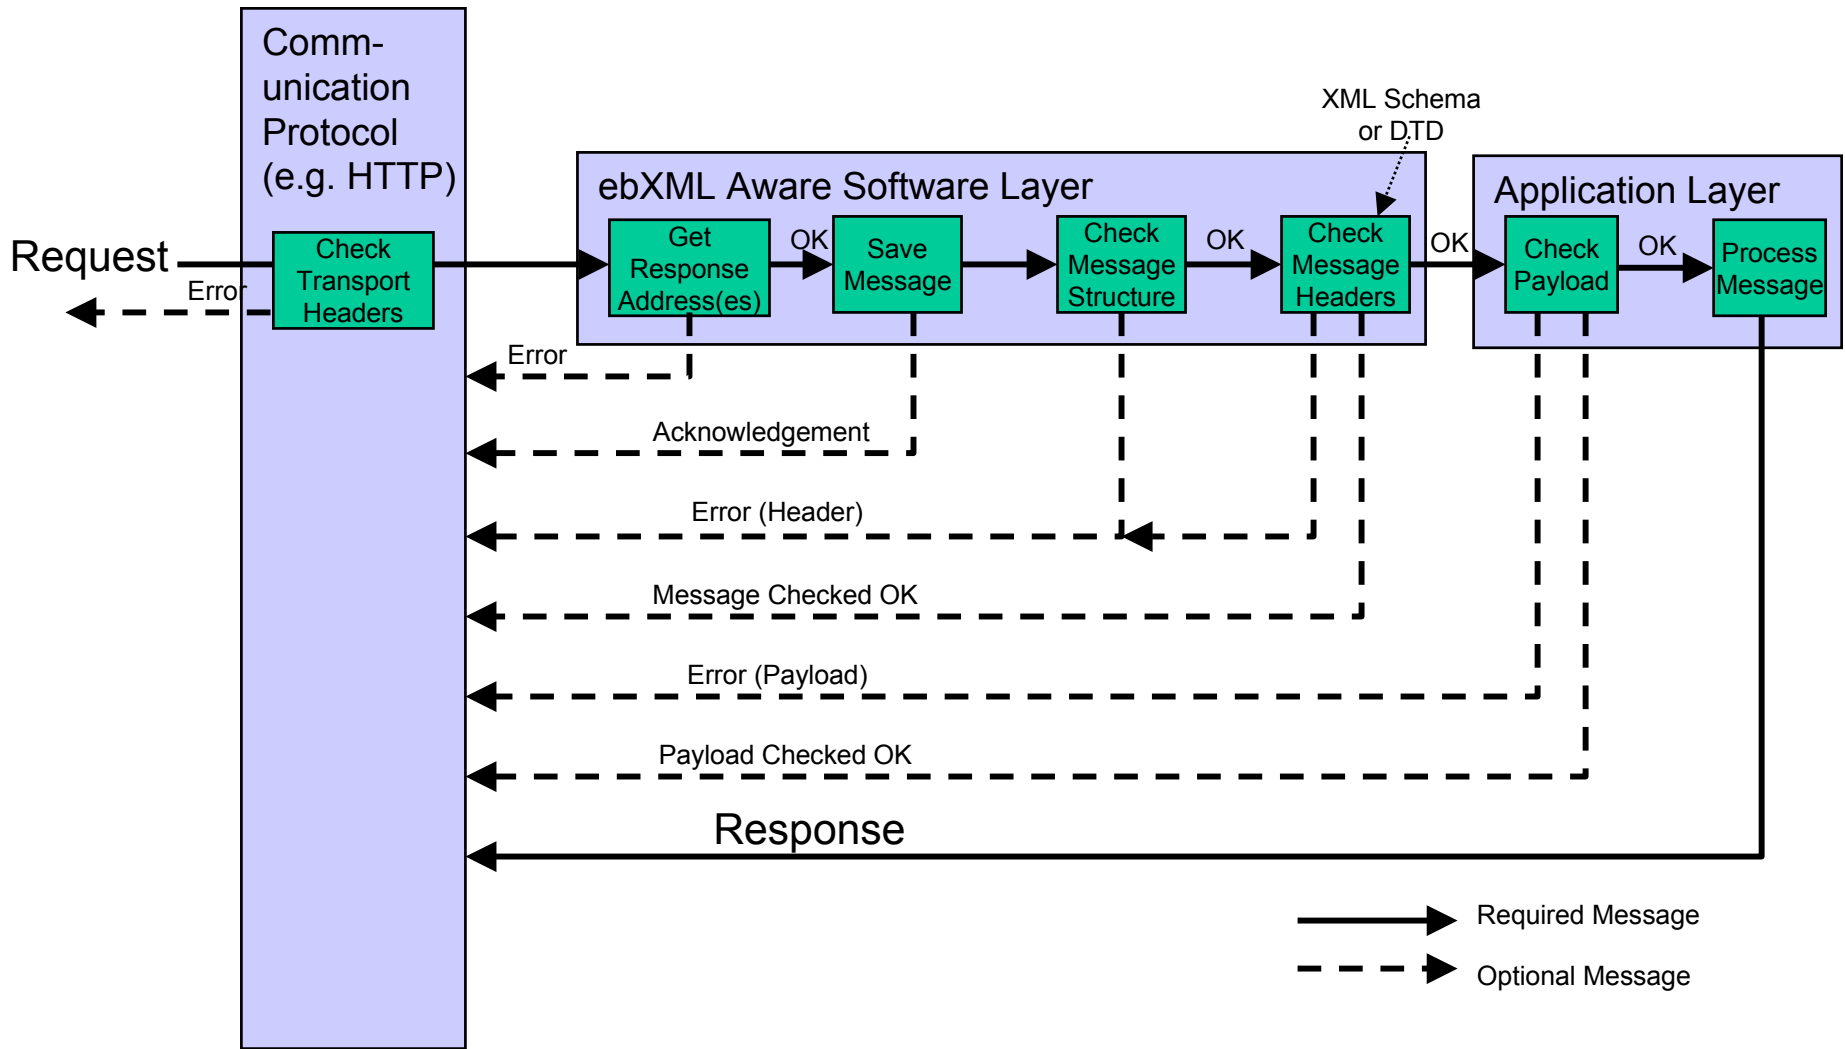 Comm-
unication
Protocol
(e.g. HTTP)
XML Schema
or DTD
ebXML Aware Software Layer
Application Layer
Request
Error
Check
Transport
Headers
Get
Response
Address(es)
OK
Save
Message
Check
Message
Structure
OK
Check
Message
Headers
OK
Check
Payload
OK
Process
Message
Error
Acknowledgement
Error (Header)
Message Checked OK
Error (Payload)
Payload Checked OK
Response
Required Message
Optional Message